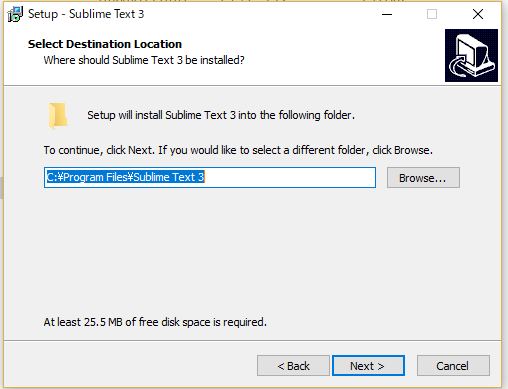 Setup - Sublime Text 3
Select Destination Location
Where should Sublime Text 3 be installed?
Setup will install Sublime Text 3 into the following folder.
To continue, click Next. If you would like to select a different folder, click Browse.
C:¥Program Files¥Sublime Text 3
Browse...
At least 25.5 MB of free disk space is required.
< Back
Next >
Cancel